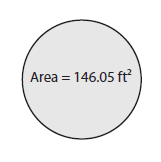 Area = 146.05 ft²